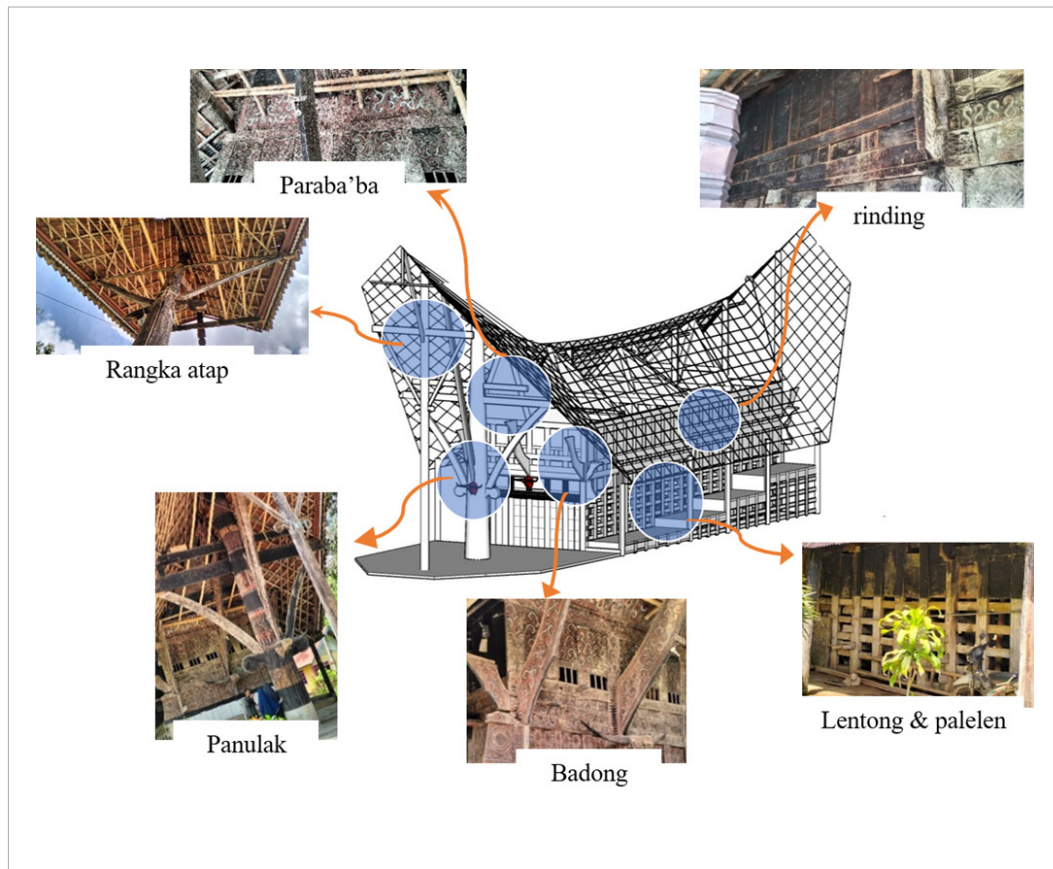 Paraba’ba
rinding
Rangka atap
Panulak
Badong
Lentong & palelen